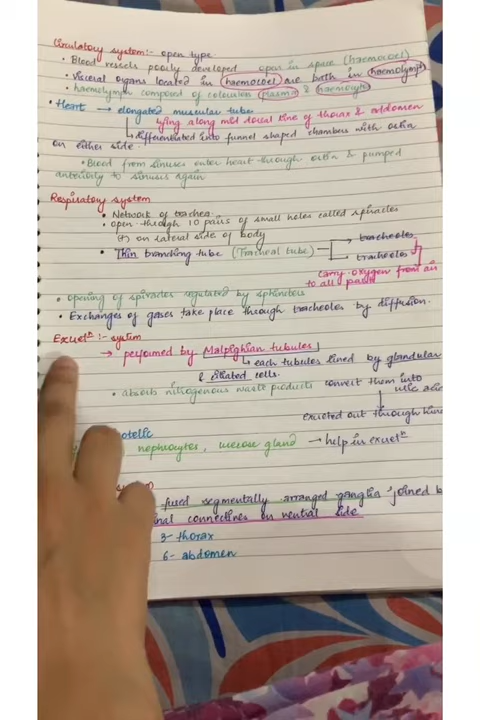 Circulatory system:- open type
• Blood vessels poorly developed open in space (haemocoel)
• Visceral organs located in haemocoel are bath in haemolymph
• haemolymph composed of colourless plasma & haemocytes
• Heart → elongated muscular tube
lying along mid dorsal line of thorax & abdomen
↳ differentiated into funnel shaped chambers with ostia
on either side
• Blood from sinuses enter heart through ostia & pumped
anteriorly to sinuses again
Respiratory system
• Network of trachea
• open through 10 pairs of small holes called spiracles
(+) on lateral side of body
• Thin branching tube (Tracheal tube) → tracheoles
→ tracheoles
carry oxygen from air
to all parts
• opening of spiracles regulated by sphincters
• Exchanges of gases take place through tracheoles by diffusion.
Excretⁿ :- system
→ performed by Malpighian tubules
↳ each tubules lined by glandular
& ciliated cells.
• absorb nitrogenous waste products convert them into
uric acid
excreted out through
otelic
nephrocytes, urecose gland → help in excretⁿ
fused segmentally arranged ganglia joined b
nal connectives on ventral side
3- thorax
6- abdomen